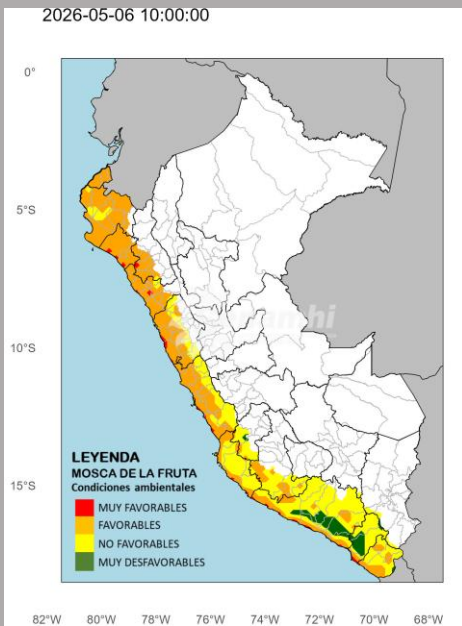 2026-05-06 10:00:00
0°
5°S
10°S
15°S
LEYENDA
MOSCA DE LA FRUTA
Condiciones ambientales
MUY FAVORABLES
FAVORABLES
NO FAVORABLES
MUY DESFAVORABLES
82°W 80°W 78°W 76°W 74°W 72°W 70°W 68°W